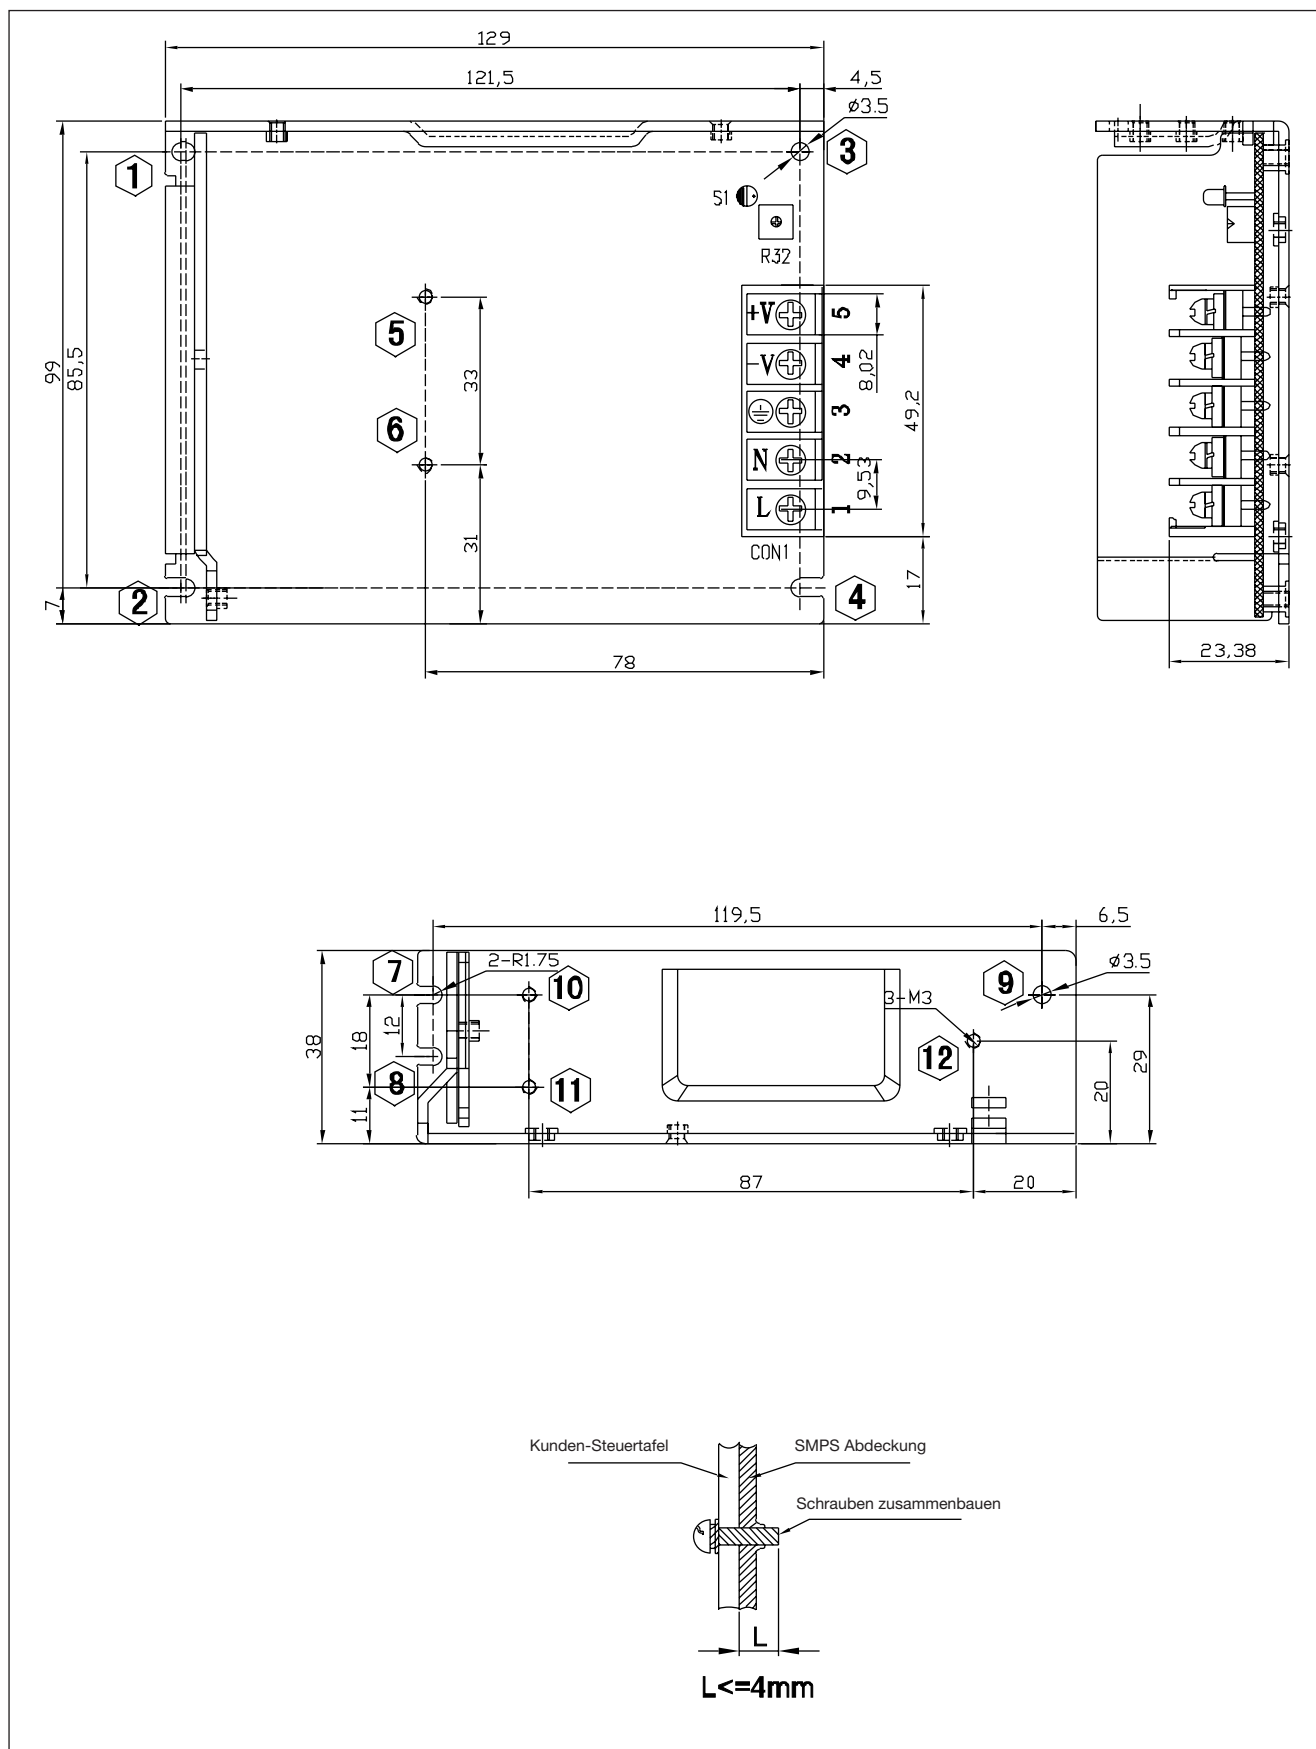 129
121,5
4,5
ø3.5
1
3
S1
R32
5
6
99
85,5
33
31
7
2
+V
5
-V
4
3
N
2
L
1
8,02
9,53
49,2
CON1
17
4
78
23,38
119,5
6,5
7
2-R1.75
10
9
ø3.5
3-M3
12
38
18
12
8
11
11
20
29
87
20
Kunden-Steuertafel
SMPS Abdeckung
Schrauben zusammenbauen
L
L<=4mm